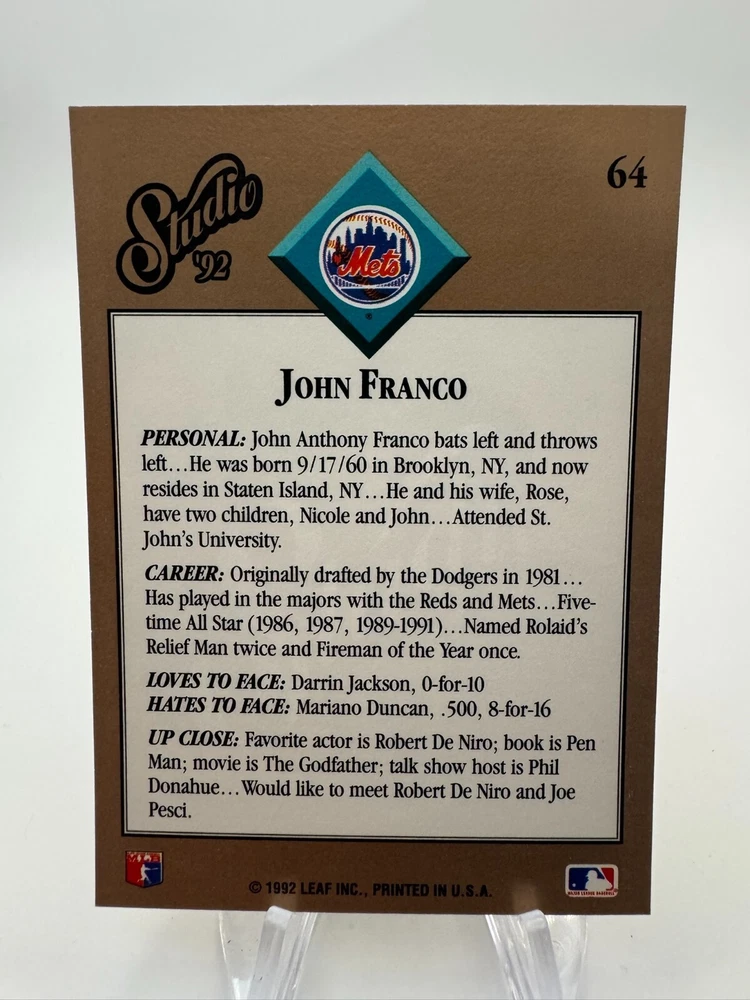 Studio
'92
64
Mets
JOHN FRANCO
PERSONAL: John Anthony Franco bats left and throws
left...He was born 9/17/60 in Brooklyn, NY, and now
resides in Staten Island, NY...He and his wife, Rose,
have two children, Nicole and John...Attended St.
John's University.
CAREER: Originally drafted by the Dodgers in 1981...
Has played in the majors with the Reds and Mets...Five-
time All Star (1986, 1987, 1989-1991)...Named Rolaid's
Relief Man twice and Fireman of the Year once.
LOVES TO FACE: Darrin Jackson, 0-for-10
HATES TO FACE: Mariano Duncan, .500, 8-for-16
UP CLOSE: Favorite actor is Robert De Niro; book is Pen
Man; movie is The Godfather; talk show host is Phil
Donahue...Would like to meet Robert De Niro and Joe
Pesci.
© 1992 LEAF INC., PRINTED IN U.S.A.
MAJOR LEAGUE BASEBALL